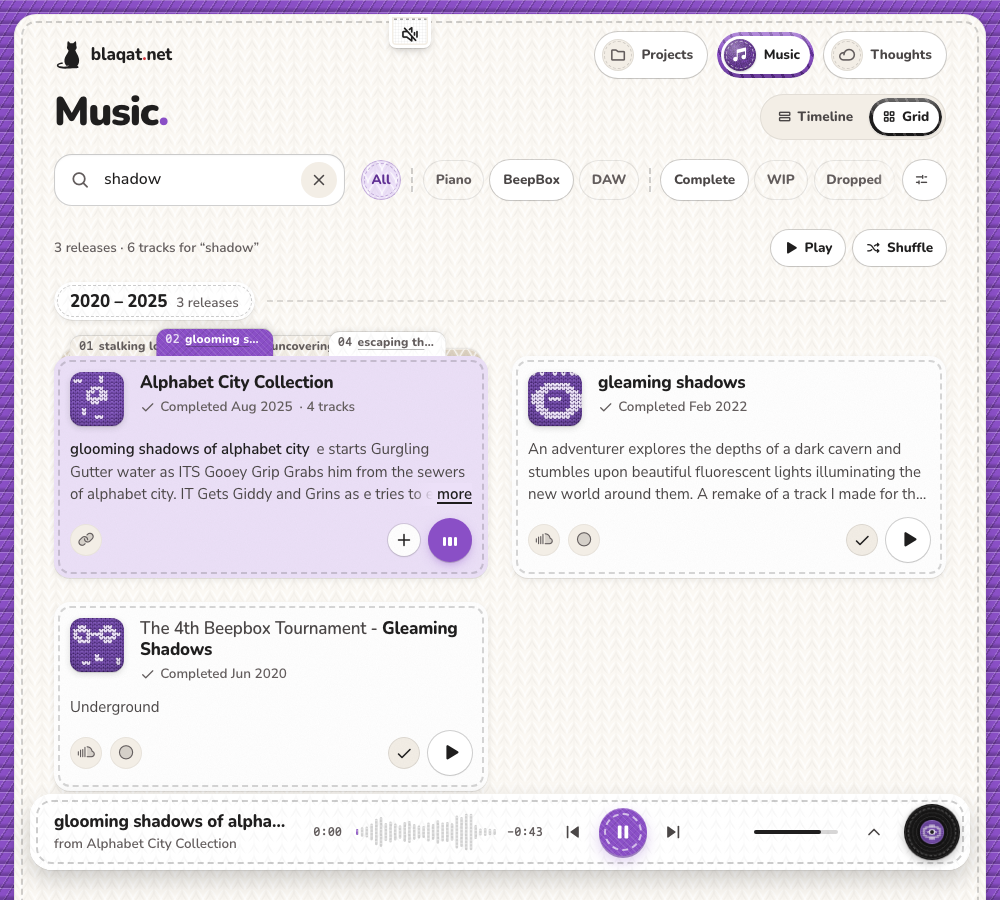 blaqat.net
Projects
Music
Thoughts
Music.
Timeline
Grid
shadow
All
Piano
BeepBox
DAW
Complete
WIP
Dropped
3 releases · 6 tracks for “shadow”
Play
Shuffle
2020 – 2025 3 releases
01 stalking
02 glooming s...
uncovering
04 escaping th...
Alphabet City Collection
Completed Aug 2025 · 4 tracks
glooming shadows of alphabet city e starts Gurgling
Gutter water as ITS Gooey Grip Grabs him from the sewers
of alphabet city. IT Gets Giddy and Grins as e tries to more
gleaming shadows
Completed Feb 2022
An adventurer explores the depths of a dark cavern and
stumbles upon beautiful fluorescent lights illuminating the
new world around them. A remake of a track I made for th...
The 4th Beepbox Tournament - Gleaming
Shadows
Completed Jun 2020
Underground
glooming shadows of alpha...
from Alphabet City Collection
0:00
-0:43